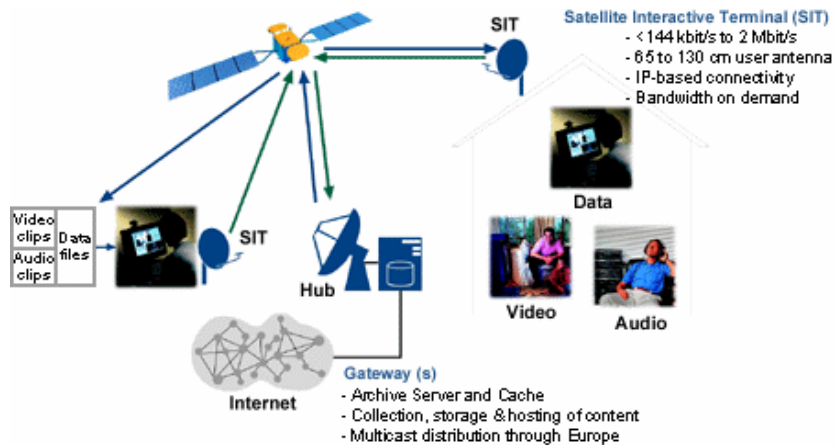 SIT
Satellite Interactive Terminal (SIT)
- <144 kbit/s to 2 Mbit/s
- 65 to 130 cm user antenna
- IP-based connectivity
- Bandwidth on demand
Data
Video
clips
Audio
clips
Data
files
SIT
Hub
Video
Audio
Internet
Gateway (s)
- Archive Server and Cache
- Collection, storage & hosting of content
- Multicast distribution through Europe